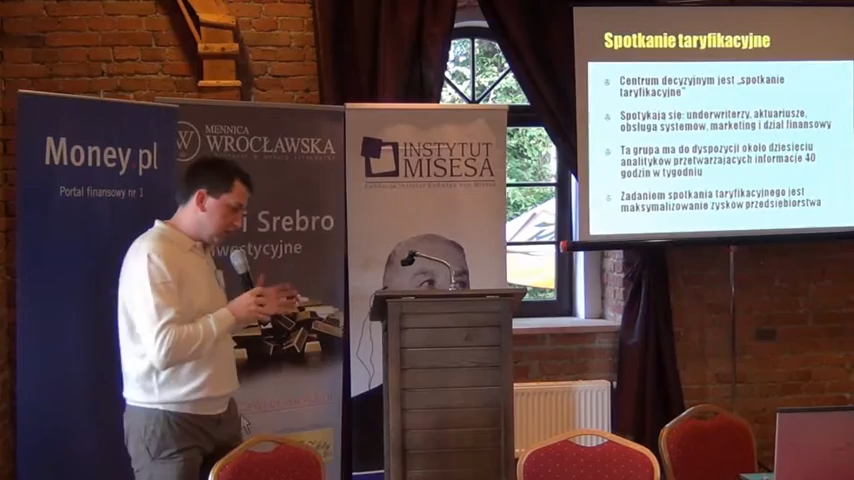 Money.pl
Portal finansowy nr 1
W
MENNICA
WROCŁAWSKA
i Srebro
westycyjne
INSTYTUT
MISESA
Spotkanie taryfikacyjne
Centrum decyzyjnym jest „spotkanie
taryfikacyjne"
Spotykają się: underwriterzy, aktuariusze,
obsługa systemów, marketing i dział finansowy
Ta grupa ma do dyspozycji około dziesięciu
analityków przetwarzających informacje 40
godzin w tygodniu
Zadaniem spotkania taryfikacyjnego jest
maksymalizowanie zysków przedsiębiorstwa